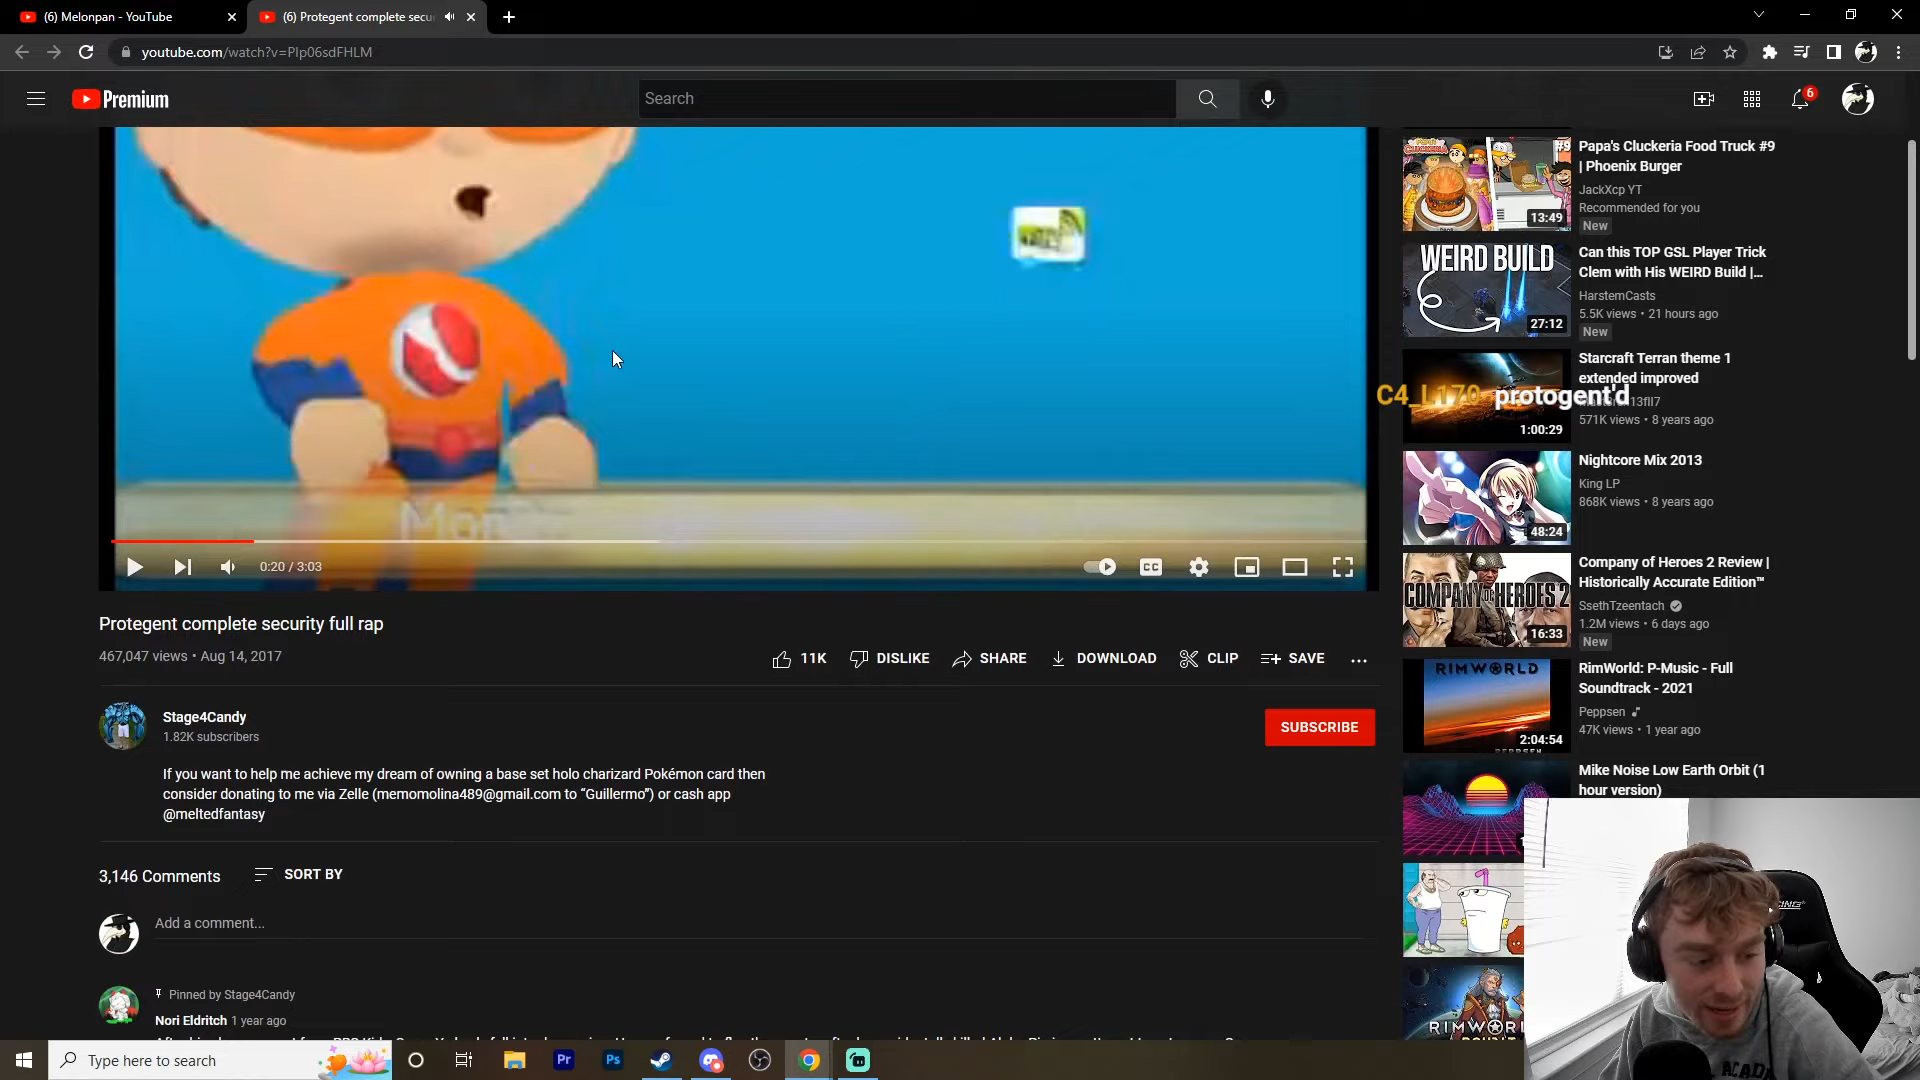 (6) Melonpan - YouTube
(6) Protegent complete secu
youtube.com/watch?v=PIp06sdFHLM
Premium
Search
6
#9
13:49
Papa's Cluckeria Food Truck #9
| Phoenix Burger
JackXcp YT
Recommended for you
New
WEIRD BUILD
27:12
Can this TOP GSL Player Trick
Clem with His WEIRD Build |...
HarstemCasts
5.5K views • 21 hours ago
New
1:00:29
Starcraft Terran theme 1
extended improved
C4_L170 protogent'd
571K views • 8 years ago
48:24
Nightcore Mix 2013
King LP
868K views • 8 years ago
COMPANY OF HEROES 2
16:33
Company of Heroes 2 Review |
Historically Accurate Edition™
SsethTzeentach
1.2M views • 6 days ago
New
RIMWORLD
2:04:54
RimWorld: P-Music - Full
Soundtrack - 2021
Peppsen
47K views • 1 year ago
Mike Noise Low Earth Orbit (1
hour version)
0:20 / 3:03
CC
Protegent complete security full rap
467,047 views • Aug 14, 2017
11K
DISLIKE
SHARE
DOWNLOAD
CLIP
SAVE
Stage4Candy
1.82K subscribers
SUBSCRIBE
If you want to help me achieve my dream of owning a base set holo charizard Pokémon card then
consider donating to me via Zelle (memomolina489@gmail.com to “Guillermo”) or cash app
@meltedfantasy
3,146 Comments
SORT BY
Add a comment...
Pinned by Stage4Candy
Nori Eldritch 1 year ago
Type here to search
Pr
Ps